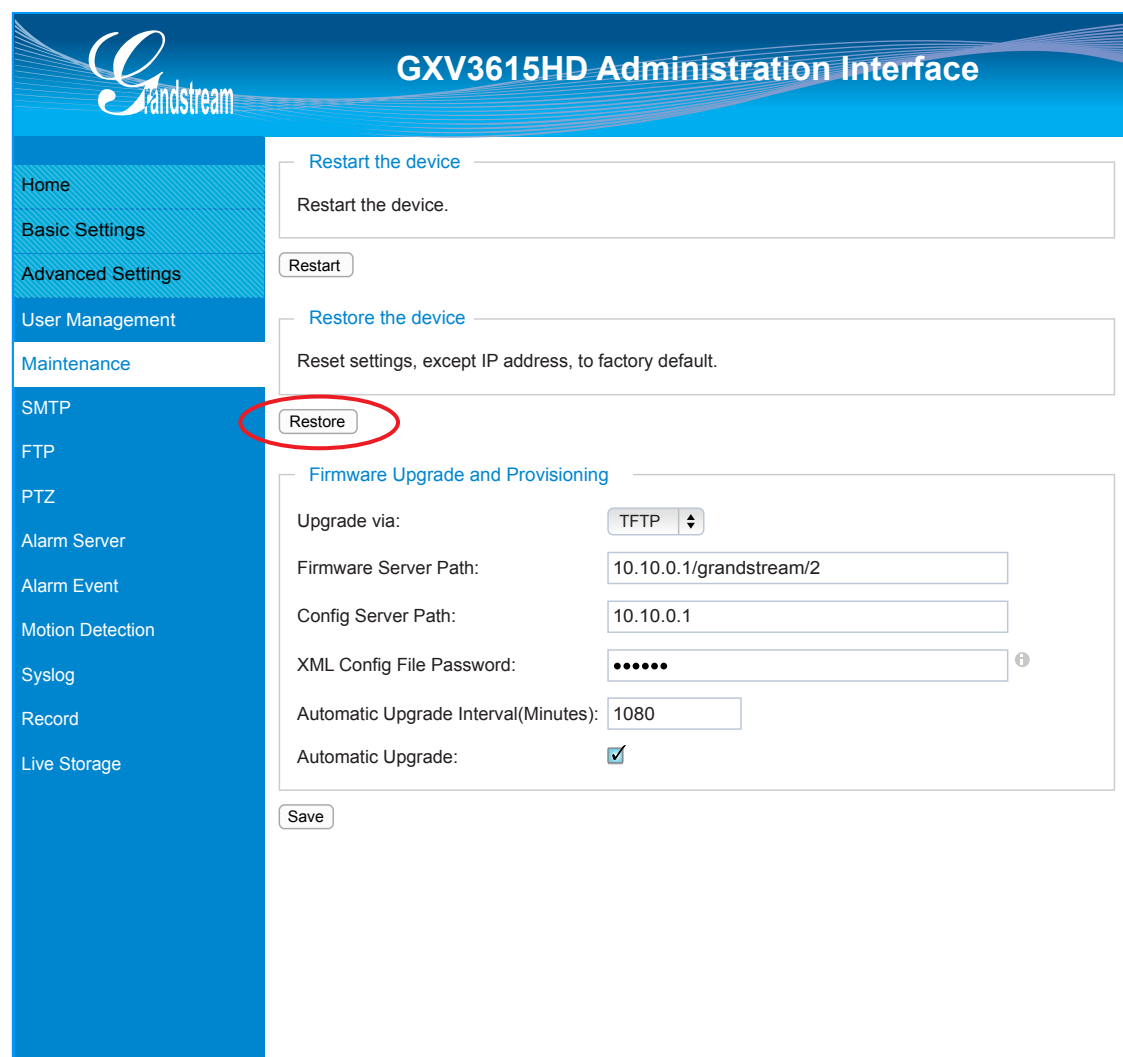 Grandstream
GXV3615HD Administration Interface
Home
Basic Settings
Advanced Settings
User Management
Maintenance
SMTP
FTP
PTZ
Alarm Server
Alarm Event
Motion Detection
Syslog
Record
Live Storage
Restart the device
Restart the device.
Restart
Restore the device
Reset settings, except IP address, to factory default.
Restore
Firmware Upgrade and Provisioning
Upgrade via: TFTP
Firmware Server Path: 10.10.0.1/grandstream/2
Config Server Path: 10.10.0.1
XML Config File Password: ••••••
Automatic Upgrade Interval(Minutes): 1080
Automatic Upgrade:
Save